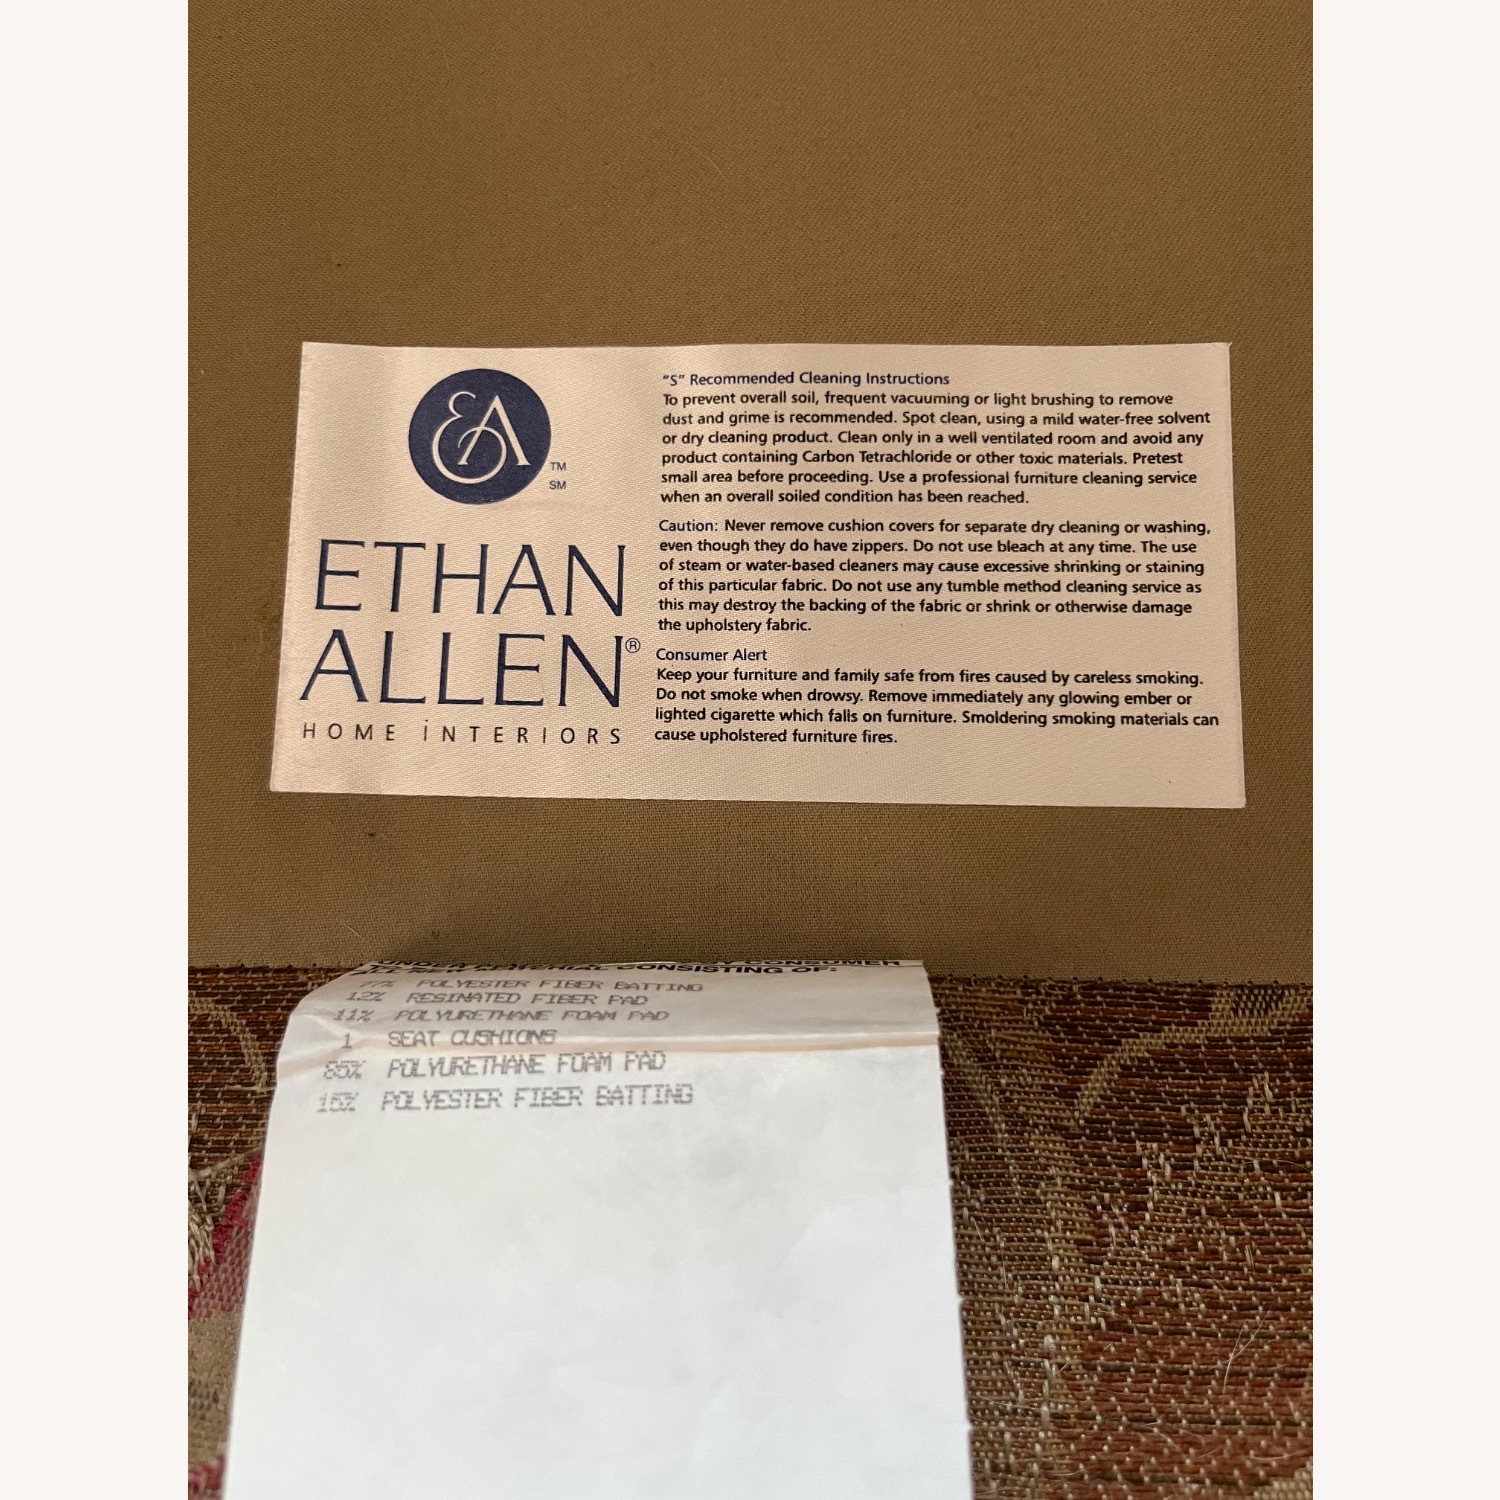 EA
TM
SM
ETHAN
ALLEN®
HOME INTERIORS
"S" Recommended Cleaning Instructions
To prevent overall soil, frequent vacuuming or light brushing to remove
dust and grime is recommended. Spot clean, using a mild water-free solvent
or dry cleaning product. Clean only in a well ventilated room and avoid any
product containing Carbon Tetrachloride or other toxic materials. Pretest
small area before proceeding. Use a professional furniture cleaning service
when an overall soiled condition has been reached.
Caution: Never remove cushion covers for separate dry cleaning or washing,
even though they do have zippers. Do not use bleach at any time. The use
of steam or water-based cleaners may cause excessive shrinking or staining
of this particular fabric. Do not use any tumble method cleaning service as
this may destroy the backing of the fabric or shrink or otherwise damage
the upholstery fabric.
Consumer Alert
Keep your furniture and family safe from fires caused by careless smoking.
Do not smoke when drowsy. Remove immediately any glowing ember or
lighted cigarette which falls on furniture. Smoldering smoking materials can
cause upholstered furniture fires.
CONSUMER
ALL NEW MATERIAL CONSISTING OF:
77% POLYESTER FIBER BATTING
12% RESINATED FIBER PAD
11% POLYURETHANE FOAM PAD
1 SEAT CUSHIONS
85% POLYURETHANE FOAM PAD
15% POLYESTER FIBER BATTING